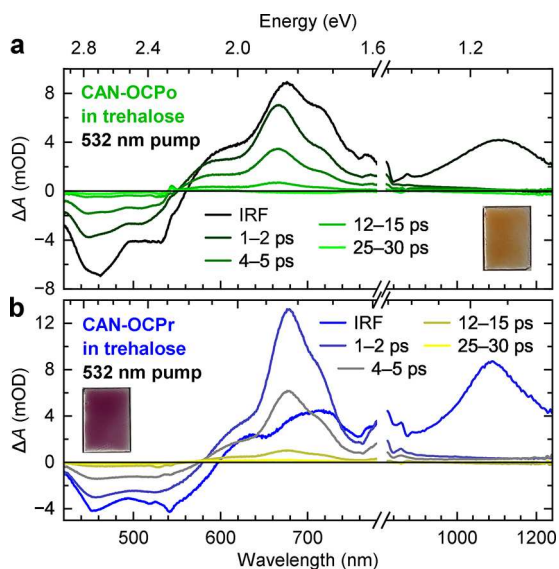 Energy (eV)
2.8 2.4 2.0 1.6 1.2
a
CAN-OCPo
in trehalose
532 nm pump
ΔA (mOD)
8
4
0
−4
−8
IRF
1–2 ps
4–5 ps
12–15 ps
25–30 ps
b
CAN-OCPr
in trehalose
532 nm pump
ΔA (mOD)
12
8
4
0
−4
IRF
1–2 ps
4–5 ps
12–15 ps
25–30 ps
500 600 700 1000 1200
Wavelength (nm)